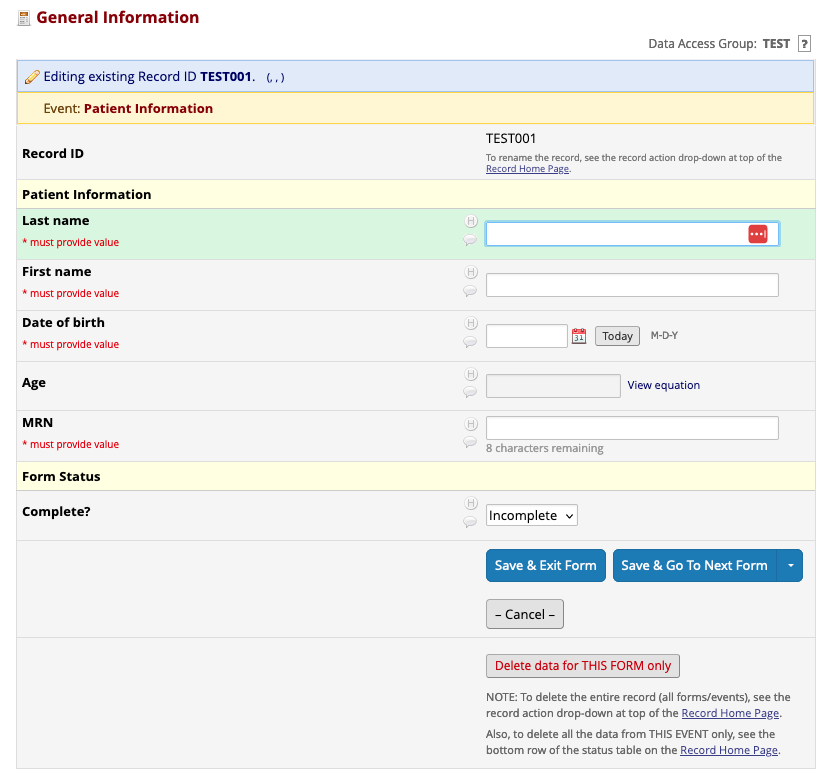 General Information
Data Access Group: TEST ?
Editing existing Record ID TEST001. (, , )
Event: Patient Information
Record ID
TEST001
To rename the record, see the record action drop-down at top of the
Record Home Page.
Patient Information
Last name
* must provide value
H
First name
* must provide value
H
Date of birth
* must provide value
H
31
Today
M-D-Y
Age
H
View equation
MRN
* must provide value
H
8 characters remaining
Form Status
Complete?
H
Incomplete
Save & Exit Form
Save & Go To Next Form
-- Cancel --
Delete data for THIS FORM only
NOTE: To delete the entire record (all forms/events), see the
record action drop-down at top of the Record Home Page.
Also, to delete all the data from THIS EVENT only, see the
bottom row of the status table on the Record Home Page.